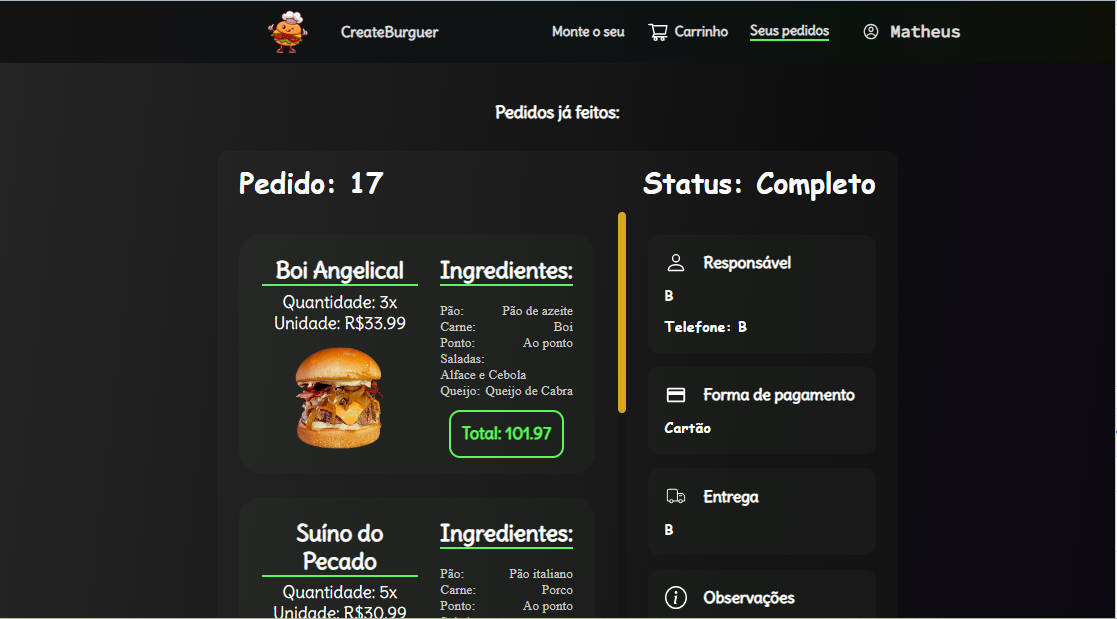 CreateBurguer
Monte o seu
Carrinho
Seus pedidos
Matheus
Pedidos já feitos:
Pedido: 17
Status: Completo
Boi Angelical
Quantidade: 3x
Unidade: R$33.99
Ingredientes:
Pão: Pão de azeite
Carne: Boi
Ponto: Ao ponto
Saladas:
Alface e Cebola
Queijo: Queijo de Cabra
Total: 101.97
Suíno do
Pecado
Quantidade: 5x
Unidade: R$30.99
Ingredientes:
Pão: Pão italiano
Carne: Porco
Ponto: Ao ponto
Responsável
B
Telefone: B
Forma de pagamento
Cartão
Entrega
B
Observações